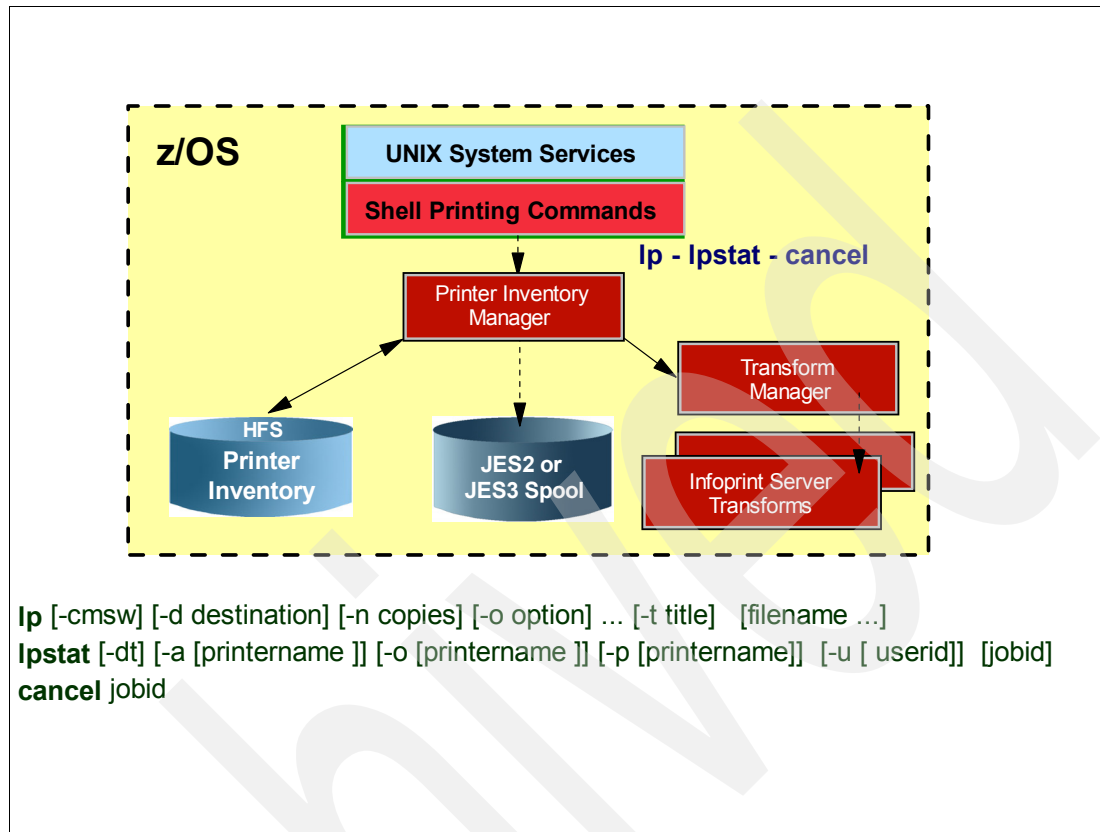 z/OS
UNIX System Services
Shell Printing Commands
lp - lpstat - cancel
Printer Inventory
Manager
Transform
Manager
HFS
Printer
Inventory
JES2 or
JES3 Spool
Infoprint Server
Transforms
lp [-cmsw] [-d destination] [-n copies] [-o option] ... [-t title] [filename ...]
lpstat [-dt] [-a [printername ]] [-o [printername ]] [-p [printername]] [-u [ userid]] [jobid]
cancel jobid
hived